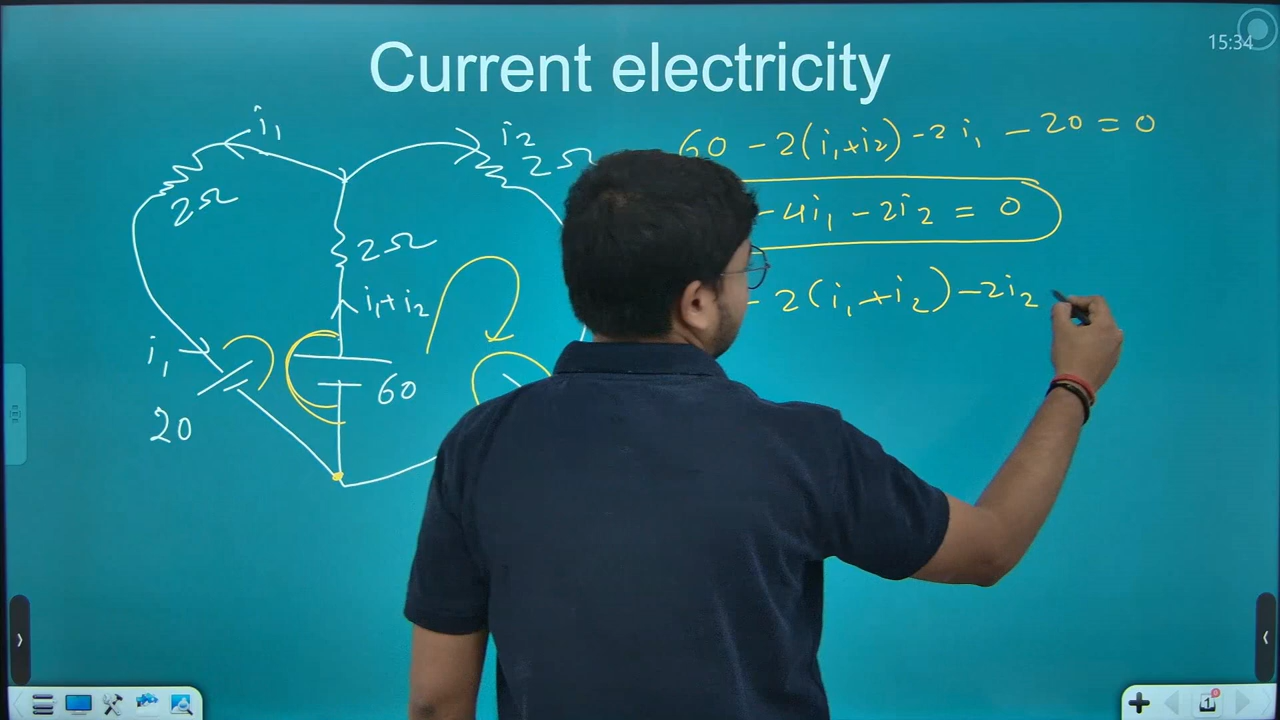 15:34
Current electricity
i₁
i₂
2Ω
2Ω
2Ω
i₁+i₂
i₁
60
20
60 - 2(i₁+i₂) - 2i₁ - 20 = 0
- 4i₁ - 2i₂ = 0
- 2(i₁+i₂) - 2i₂
1